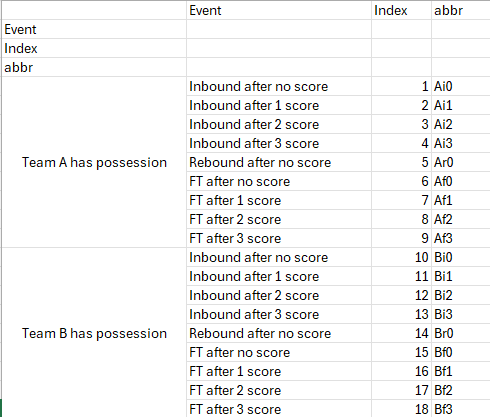 Event Index abbr
Event
Index
abbr
Inbound after no score 1 Ai0
Inbound after 1 score 2 Ai1
Inbound after 2 score 3 Ai2
Inbound after 3 score 4 Ai3
Team A has possession Rebound after no score 5 Ar0
FT after no score 6 Af0
FT after 1 score 7 Af1
FT after 2 score 8 Af2
FT after 3 score 9 Af3
Inbound after no score 10 Bi0
Inbound after 1 score 11 Bi1
Inbound after 2 score 12 Bi2
Inbound after 3 score 13 Bi3
Team B has possession Rebound after no score 14 Br0
FT after no score 15 Bf0
FT after 1 score 16 Bf1
FT after 2 score 17 Bf2
FT after 3 score 18 Bf3